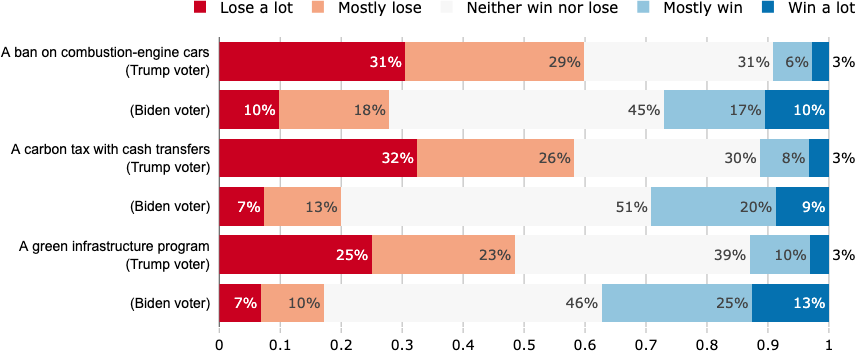 Lose a lot Mostly lose Neither win nor lose Mostly win Win a lot
A ban on combustion-engine cars
(Trump voter) 31% 29% 31% 6% 3%
(Biden voter) 10% 18% 45% 17% 10%
A carbon tax with cash transfers
(Trump voter) 32% 26% 30% 8% 3%
(Biden voter) 7% 13% 51% 20% 9%
A green infrastructure program
(Trump voter) 25% 23% 39% 10% 3%
(Biden voter) 7% 10% 46% 25% 13%
0 0.1 0.2 0.3 0.4 0.5 0.6 0.7 0.8 0.9 1